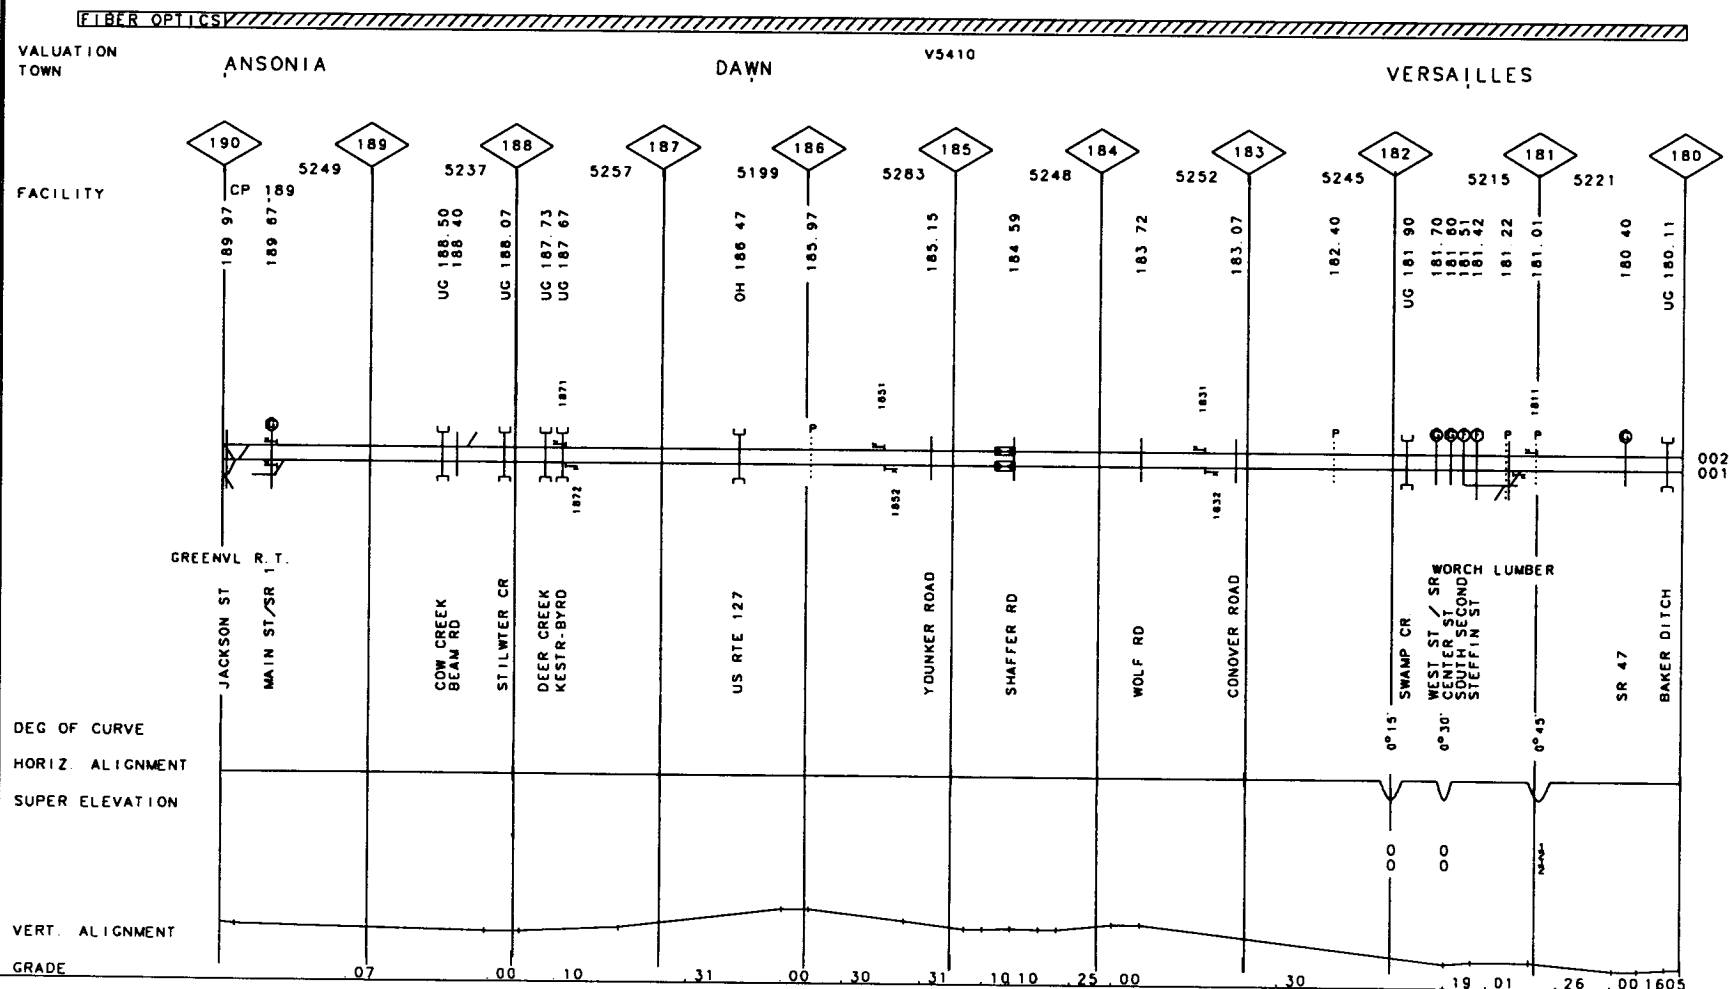 FIBER OPTICS
VALUATION
V5410
TOWN
ANSONIA
DAWN
VERSAILLES
190 189 188 187 186 185 184 183 182 181 180
5249 5237 5257 5199 5283 5248 5252 5245 5215 5221
FACILITY
CP 189
189 97
189 67
UG 188.50
188 40
UG 188.07
UG 187.73
UG 187 67
OH 186 47
185.97
185.15
184 59
183 72
183.07
182.40
UG 181 90
181.70
181 60
181 51
181.42
181 22
181.01
180 40
UG 180.11
1871
1851
1831
1811
P
P
P
P
002
001
1872
1852
1832
GREENVL R.T.
WORCH LUMBER
JACKSON ST
MAIN ST/SR 1
COW CREEK
BEAM RD
STILWTER CR
DEER CREEK
KESTR-BYRD
US RTE 127
YOUNKER ROAD
SHAFFER RD
WOLF RD
CONOVER ROAD
SWAMP CR
WEST ST / SR
CENTER ST
SOUTH SECOND
STEFFIN ST
SR 47
BAKER DITCH
DEG OF CURVE
0°15'
0°30'
0°45'
HORIZ. ALIGNMENT
SUPER ELEVATION
0 0
0 0
VERT. ALIGNMENT
GRADE
.07 .00 .10 .31 .00 .30 .31 .10 10 .25 .00 .30 .19 .01 .26 .00 1605